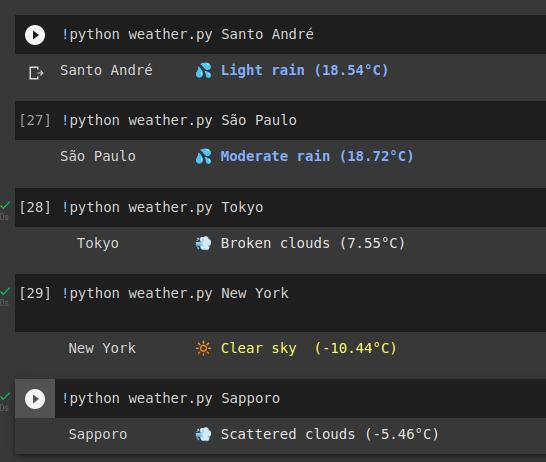 !python weather.py Santo André
Santo André 💦 Light rain (18.54°C)
[27] !python weather.py São Paulo
São Paulo 💦 Moderate rain (18.72°C)
[28] !python weather.py Tokyo
0s
Tokyo 💨 Broken clouds (7.55°C)
[29] !python weather.py New York
0s
New York 🔆 Clear sky (-10.44°C)
!python weather.py Sapporo
0s
Sapporo 💨 Scattered clouds (-5.46°C)